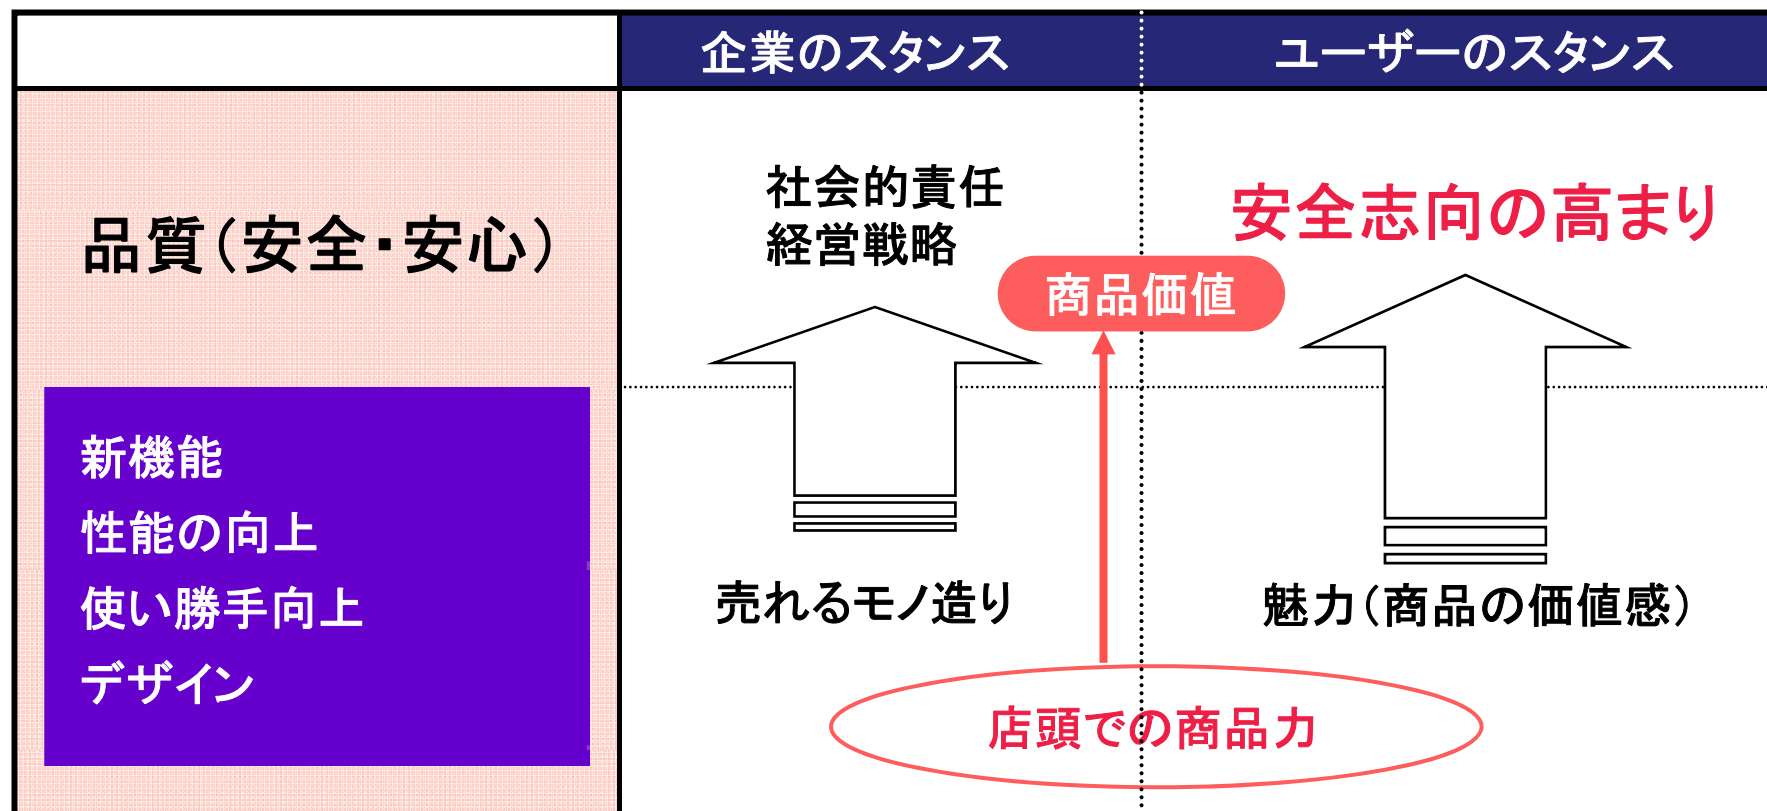 企業のスタンス
ユーザーのスタンス
品質（安全・安心）
社会的責任
経営戦略
安全志向の高まり
商品価値
新機能
性能の向上
使い勝手向上
デザイン
売れるモノ造り
魅力（商品の価値感）
店頭での商品力